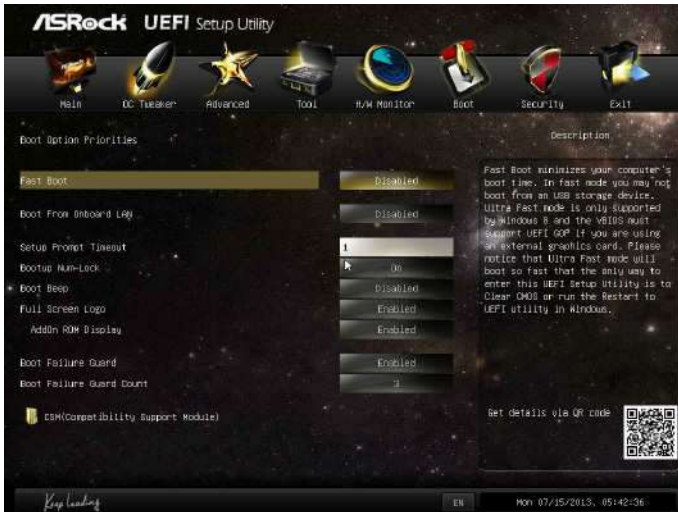 ASRock UEFI Setup Utility
Main OC Tweaker Advanced Tool H/W Monitor Boot Security Exit
Boot Option Priorities
Fast Boot Disabled
Boot From Onboard LAN Disabled
Setup Prompt Timeout 1
Bootup Num-Lock On
Boot Beep Disabled
Full Screen Logo Enabled
AddOn ROM Display Enabled
Boot Failure Guard Enabled
Boot Failure Guard Count 3
CSM(Compatibility Support Module)
Description
Fast Boot minimizes your computer's
boot time. In fast mode you may not
boot from an USB storage device.
Ultra Fast mode is only supported
by Windows 8 and the VBIOS must
support UEFI GOP if you are using
an external graphics card. Please
notice that Ultra Fast mode will
boot so fast that the only way to
enter this UEFI Setup Utility is to
Clear CMOS or run the Restart to
UEFI utility in Windows.
Get details via QR code
Keep Leading
EN Mon 07/15/2013. 05:42:36